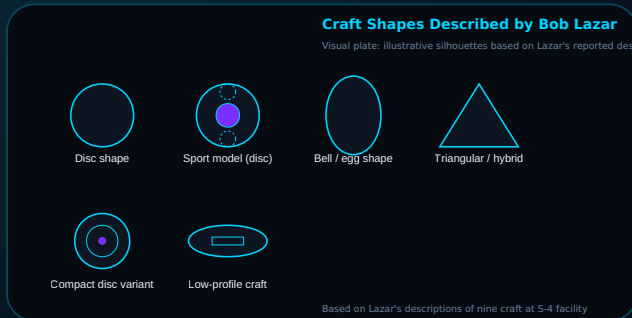 Craft Shapes Described by Bob Lazar
Visual plate: illustrative silhouettes based on Lazar's reported
Disc shape
Sport model (disc)
Bell / egg shape
Triangular / hybrid
Compact disc variant
Low-profile craft
Based on Lazar's descriptions of nine craft at S-4 facility